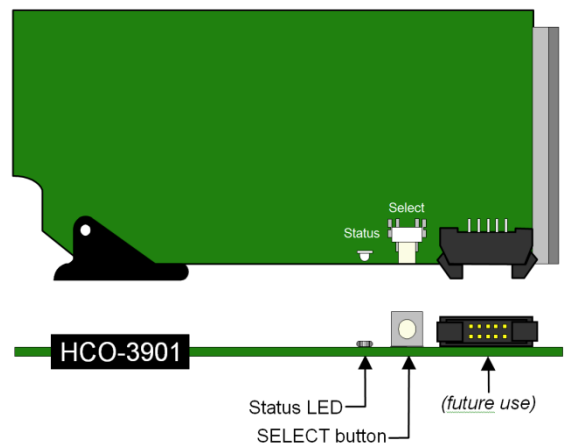 Select
Status
HCO-3901
Status LED
(future use)
SELECT button